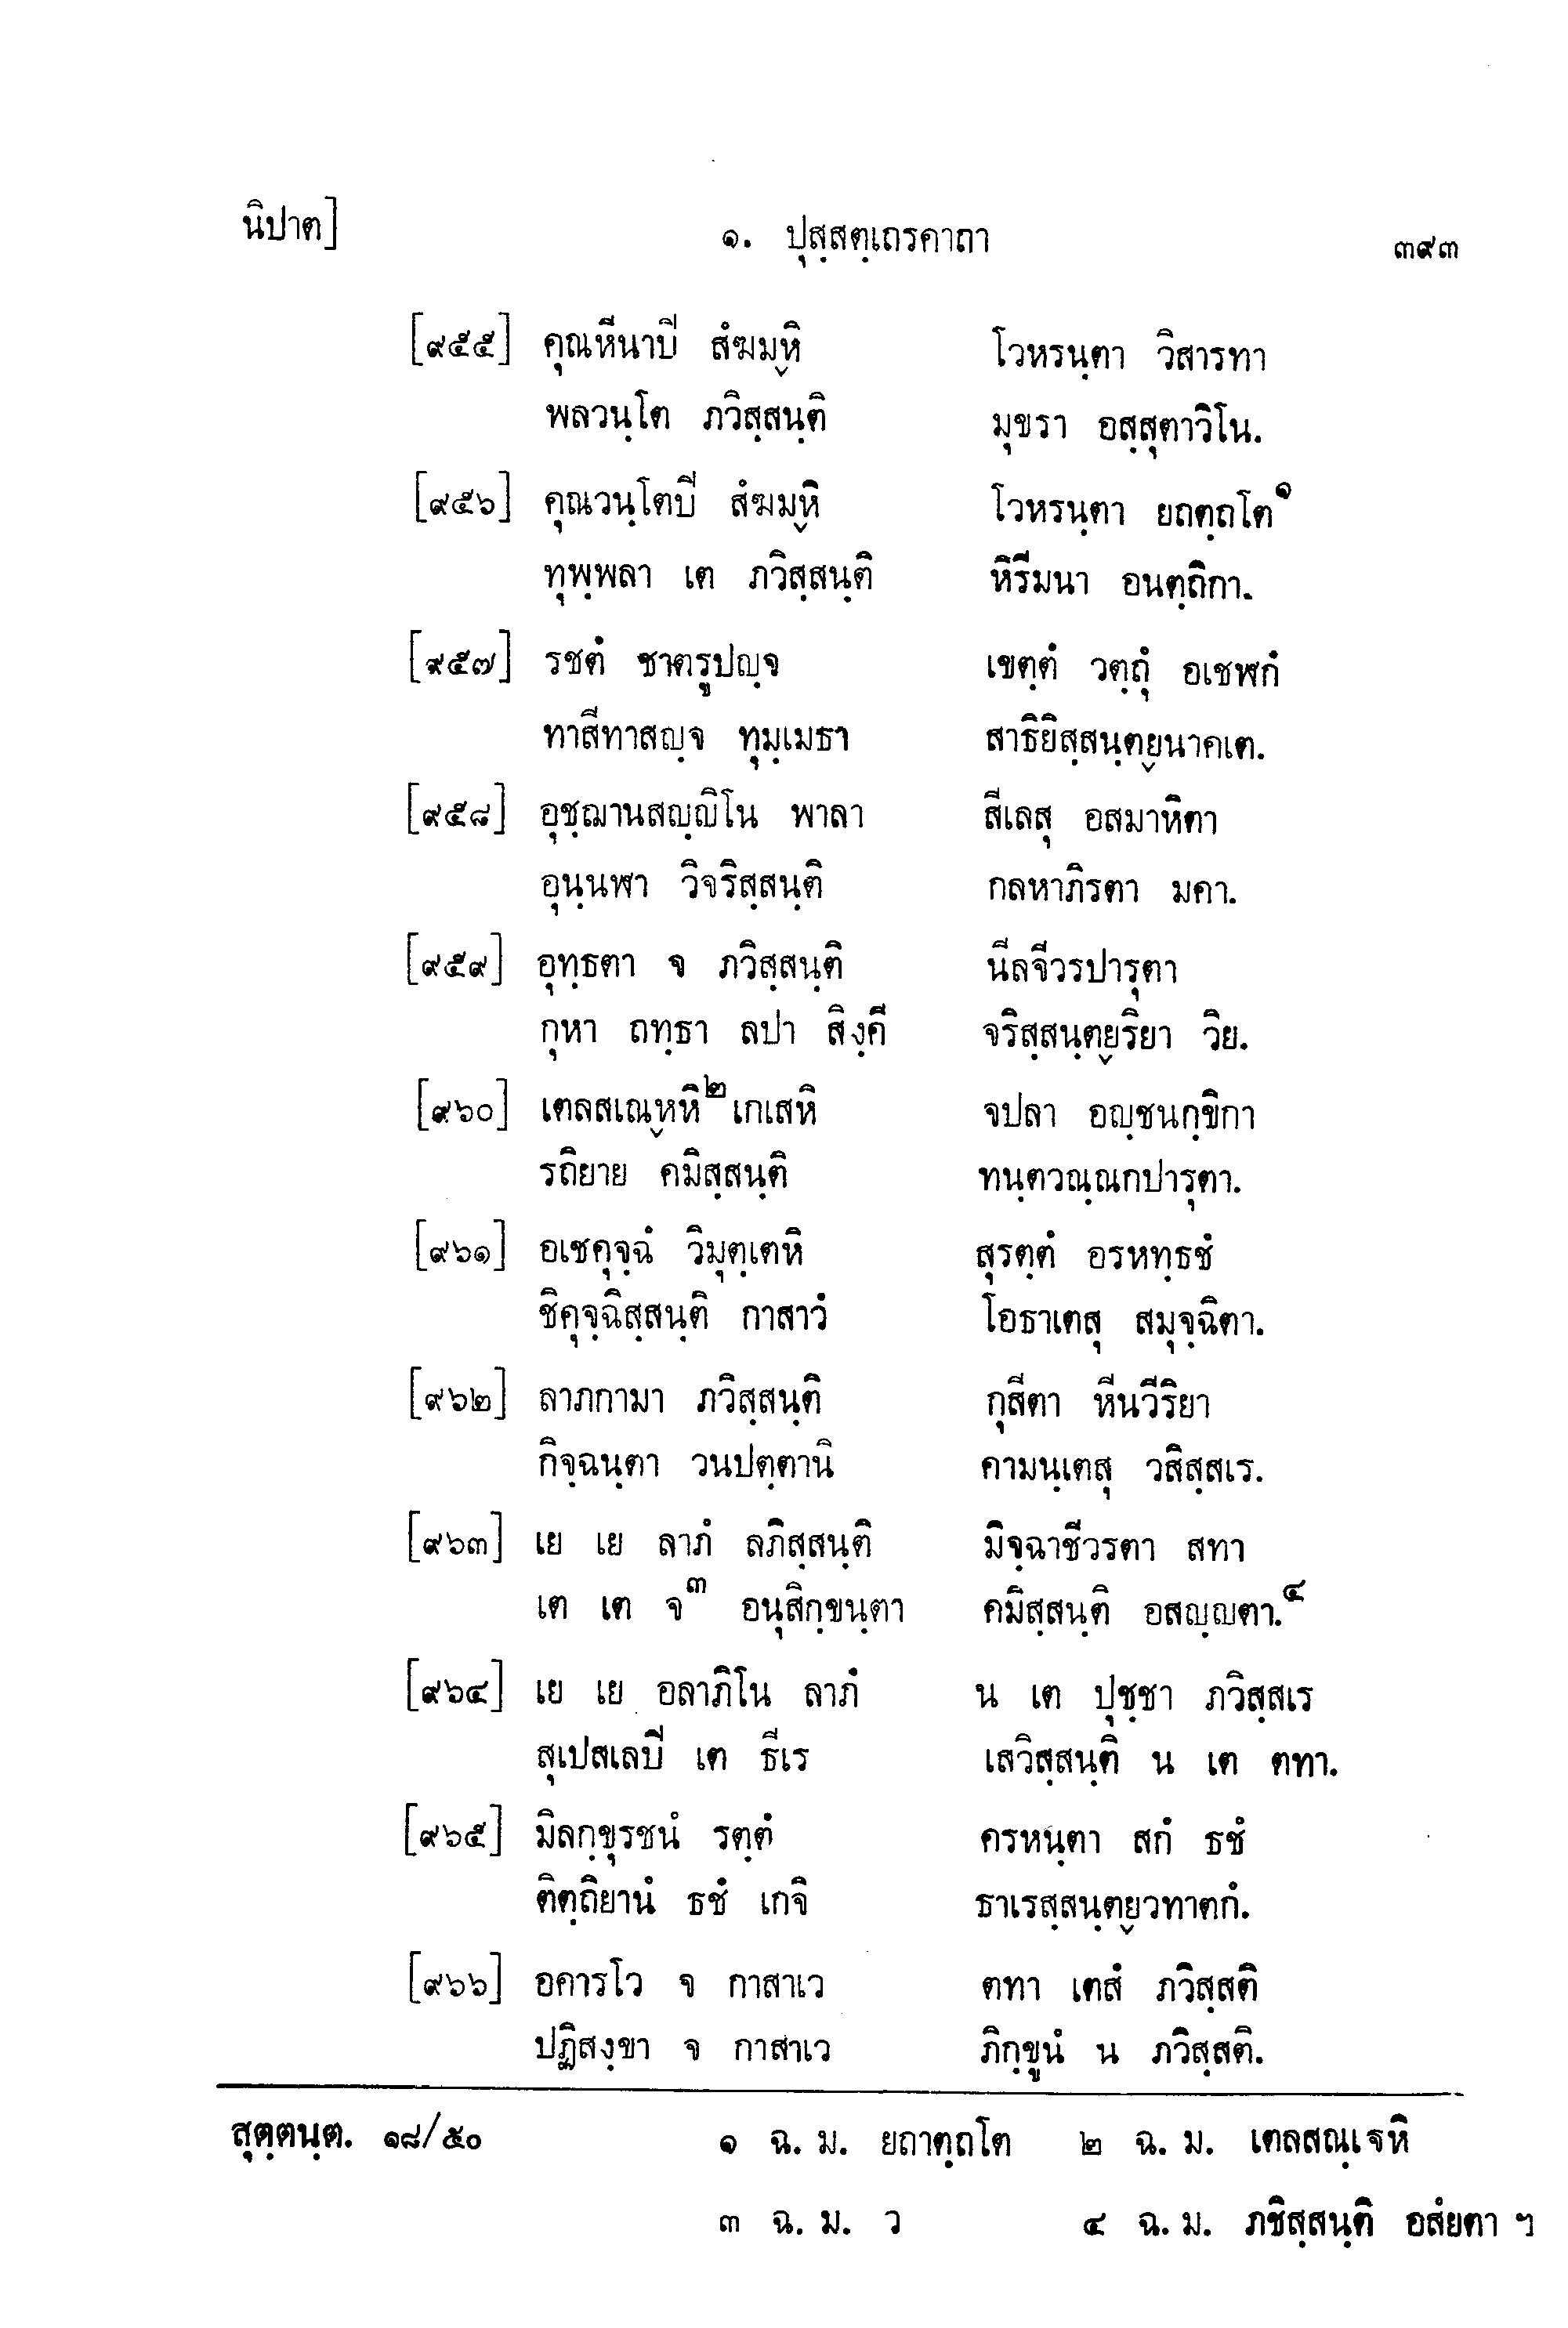 นิปาต] ๑. ปุสฺสตฺเถรคาถา ๓๙๓
[๙๕๕] คุณหีนาปี สํฆมฺหิ โวหรนฺตา วิสารทา
พลวนฺโต ภวิสฺสนฺติ มุขรา อสฺสุตาวิโน.
[๙๕๖] คุณวนฺโตปี สํฆมฺหิ โวหรนฺตา ยถตฺถโต๑
ทุพฺพลา เต ภวิสฺสนฺติ หิรีมนา อนตฺถิกา.
[๙๕๗] รชตํ ชาตรูปญฺจ เขตฺตํ วตฺถุํ อเชฬกํ
ทาสีทาสญฺจ ทุมฺเมธา สาธิยิสฺสนฺตฺยนาคเต.
[๙๕๘] อุชฺฌานสญฺญิโน พาลา สีเลสุ อสมาหิตา
อุนฺนฬา วิจริสฺสนฺติ กลหาภิรตา มคา.
[๙๕๙] อุทฺธตา จ ภวิสฺสนฺติ นีลจีวรปารุตา
กุหา ถทฺธา ลปา สิงฺคี จริสฺสนฺตฺยริยา วิย.
[๙๖๐] เตลสเณฺหหิ๒ เกเสหิ จปลา อญฺชนกฺขิกา
รถิยาย คมิสฺสนฺติ ทนฺตวณฺณกปารุตา.
[๙๖๑] อเชคุจฺฉํ วิมุตฺเตหิ สุรตฺตํ อรหทฺธชํ
ชิคุจฺฉิสฺสนฺติ กาสาวํ โอธาเตสุ สมุจฺฉิตา.
[๙๖๒] ลาภกามา ภวิสฺสนฺติ กุสีตา หีนวีริยา
กิจฺฉนฺตา วนปตฺตานิ คามนฺเตสุ วสิสฺสเร.
[๙๖๓] เย เย ลาภํ ลภิสฺสนฺติ มิจฺฉาชีวรตา สทา
เต เต จ๓ อนุสิกฺขนฺตา คมิสฺสนฺติ อสญฺญตา.๔
[๙๖๔] เย เย อลาภิโน ลาภํ น เต ปุชฺชา ภวิสฺสเร
สุเปสเลปี เต ธีเร เสวิสฺสนฺติ น เต ตทา.
[๙๖๕] มิลกฺขุรชนํ รตฺตํ ครหนฺตา สกํ ธชํ
ติตฺถิยานํ ธชํ เกจิ ธาเรสฺสนฺตฺยวทาตกํ.
[๙๖๖] อคารโว จ กาสาเว ตทา เตสํ ภวิสฺสติ
ปฏิสงฺขา จ กาสาเว ภิกฺขูนํ น ภวิสฺสติ.
สุตฺตนฺต. ๑๘/๕๐ ๑ ฉ. ม. ยถาตฺถโต ๒ ฉ. ม. เตลสณฺเจหิ
๓ ฉ. ม. ว ๔ ฉ. ม. ภชิสฺสนฺติ อสํยตา ฯ